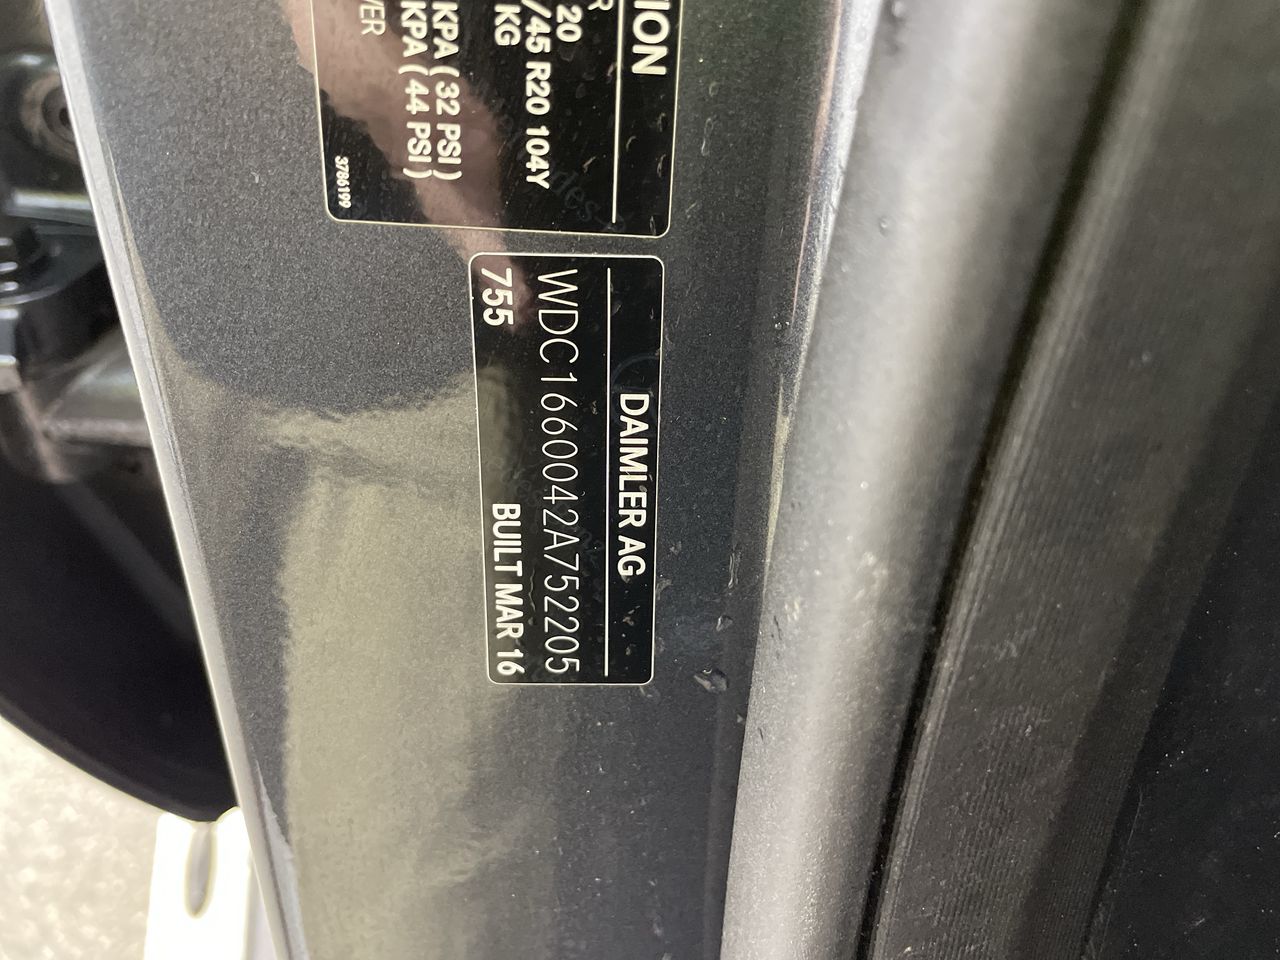 ION
R
20
/45 R20 104Y
KG
KPA ( 32 PSI )
KPA ( 44 PSI )
VER
3786199
DAIMLER AG
WDC1660042A752205
755 BUILT MAR 16